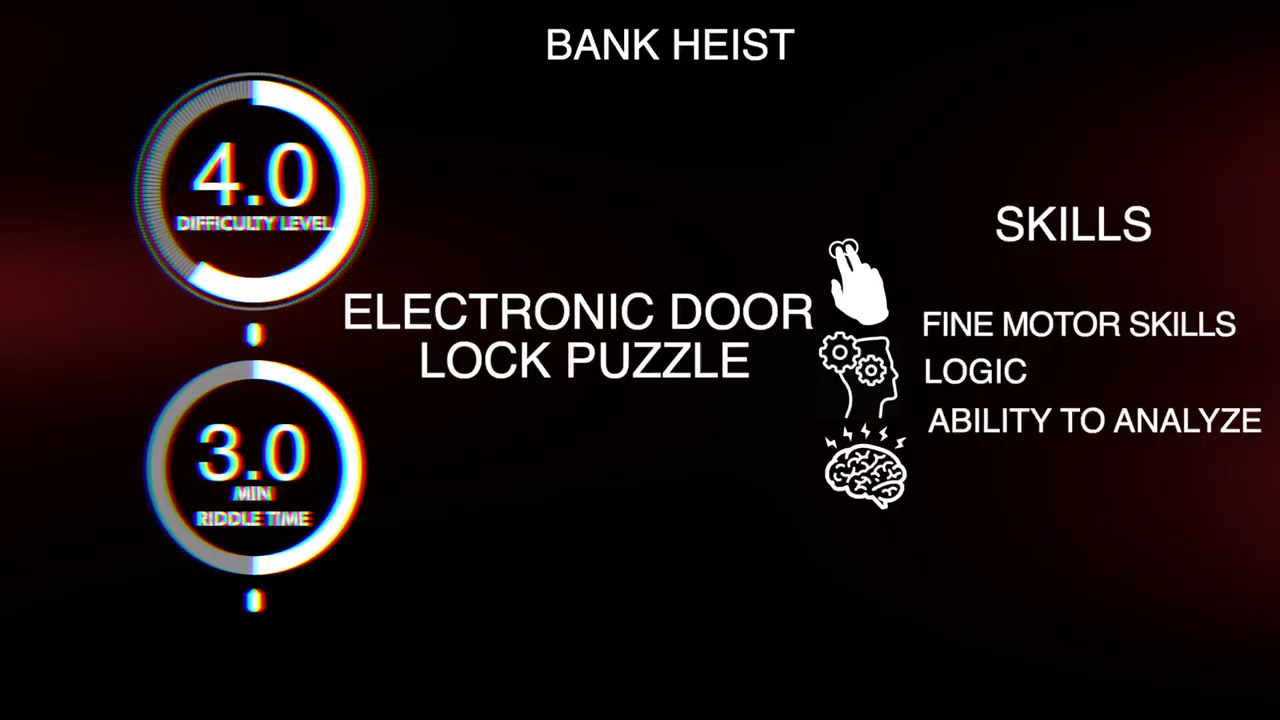 BANK HEIST
4.0
DIFFICULTY LEVEL
ELECTRONIC DOOR
LOCK PUZZLE
3.0
MIN
RIDDLE TIME
SKILLS
FINE MOTOR SKILLS
LOGIC
ABILITY TO ANALYZE